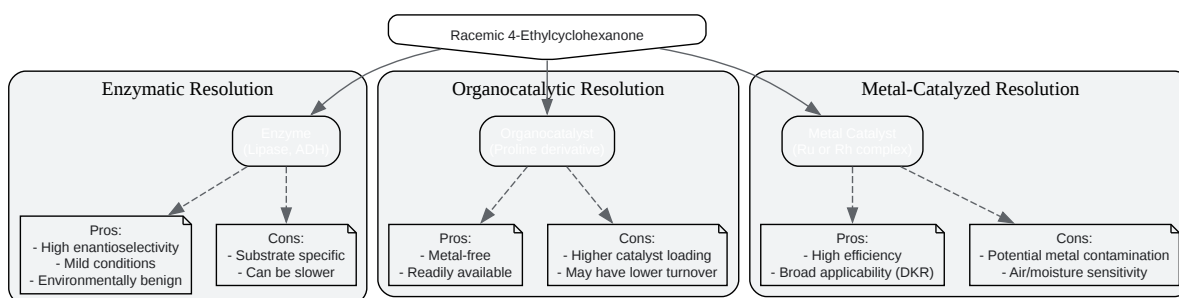 Racemic 4-Ethylcyclohexanone
Enzymatic Resolution
Enzyme
(Lipase, ADH)
Pros:
- High enantioselectivity
- Mild conditions
- Environmentally benign
Cons:
- Substrate specific
- Can be slower
Organocatalytic Resolution
Organocatalyst
(Proline derivative)
Pros:
- Metal-free
- Readily available
Cons:
- Higher catalyst loading
- May have lower turnover
Metal-Catalyzed Resolution
Metal Catalyst
(Ru or Rh complex)
Pros:
- High efficiency
- Broad applicability (DKR)
Cons:
- Potential metal contamination
- Air/moisture sensitivity